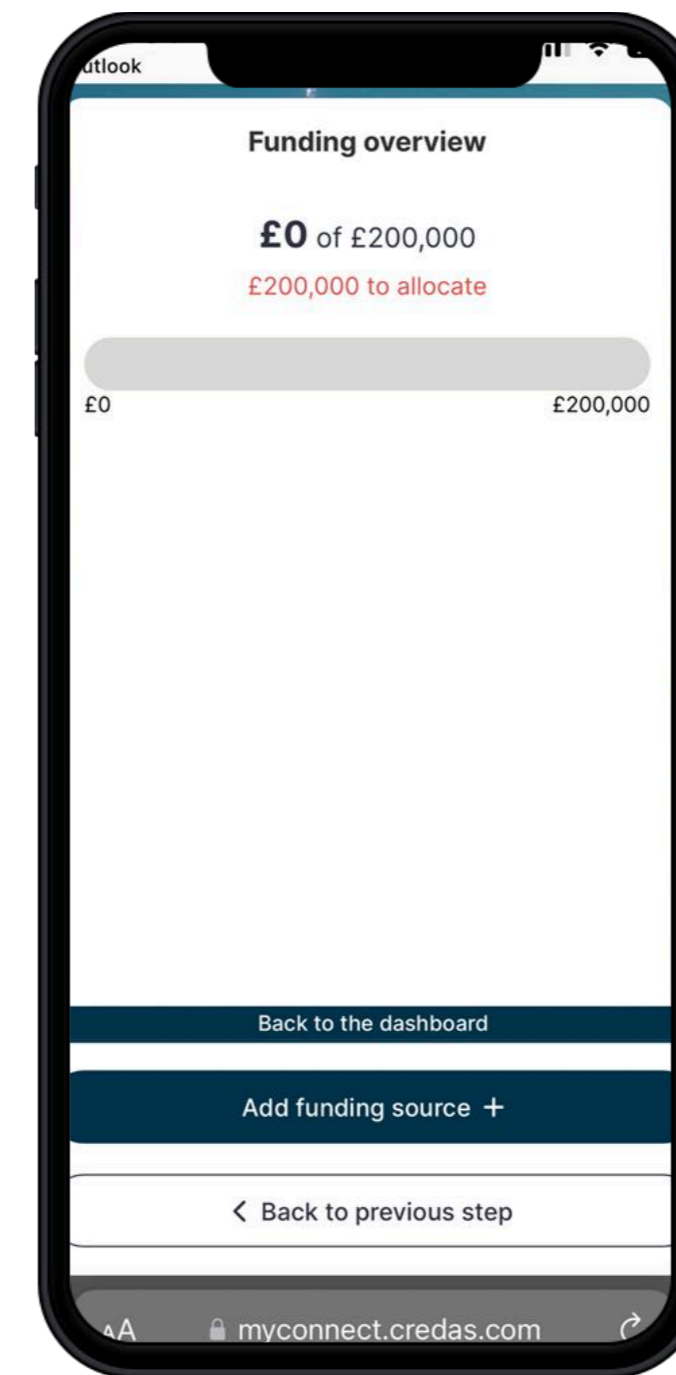 utlook
Funding overview
£0 of £200,000
£200,000 to allocate
£0 £200,000
Back to the dashboard
Add funding source +
< Back to previous step
AA myconnect.credas.com